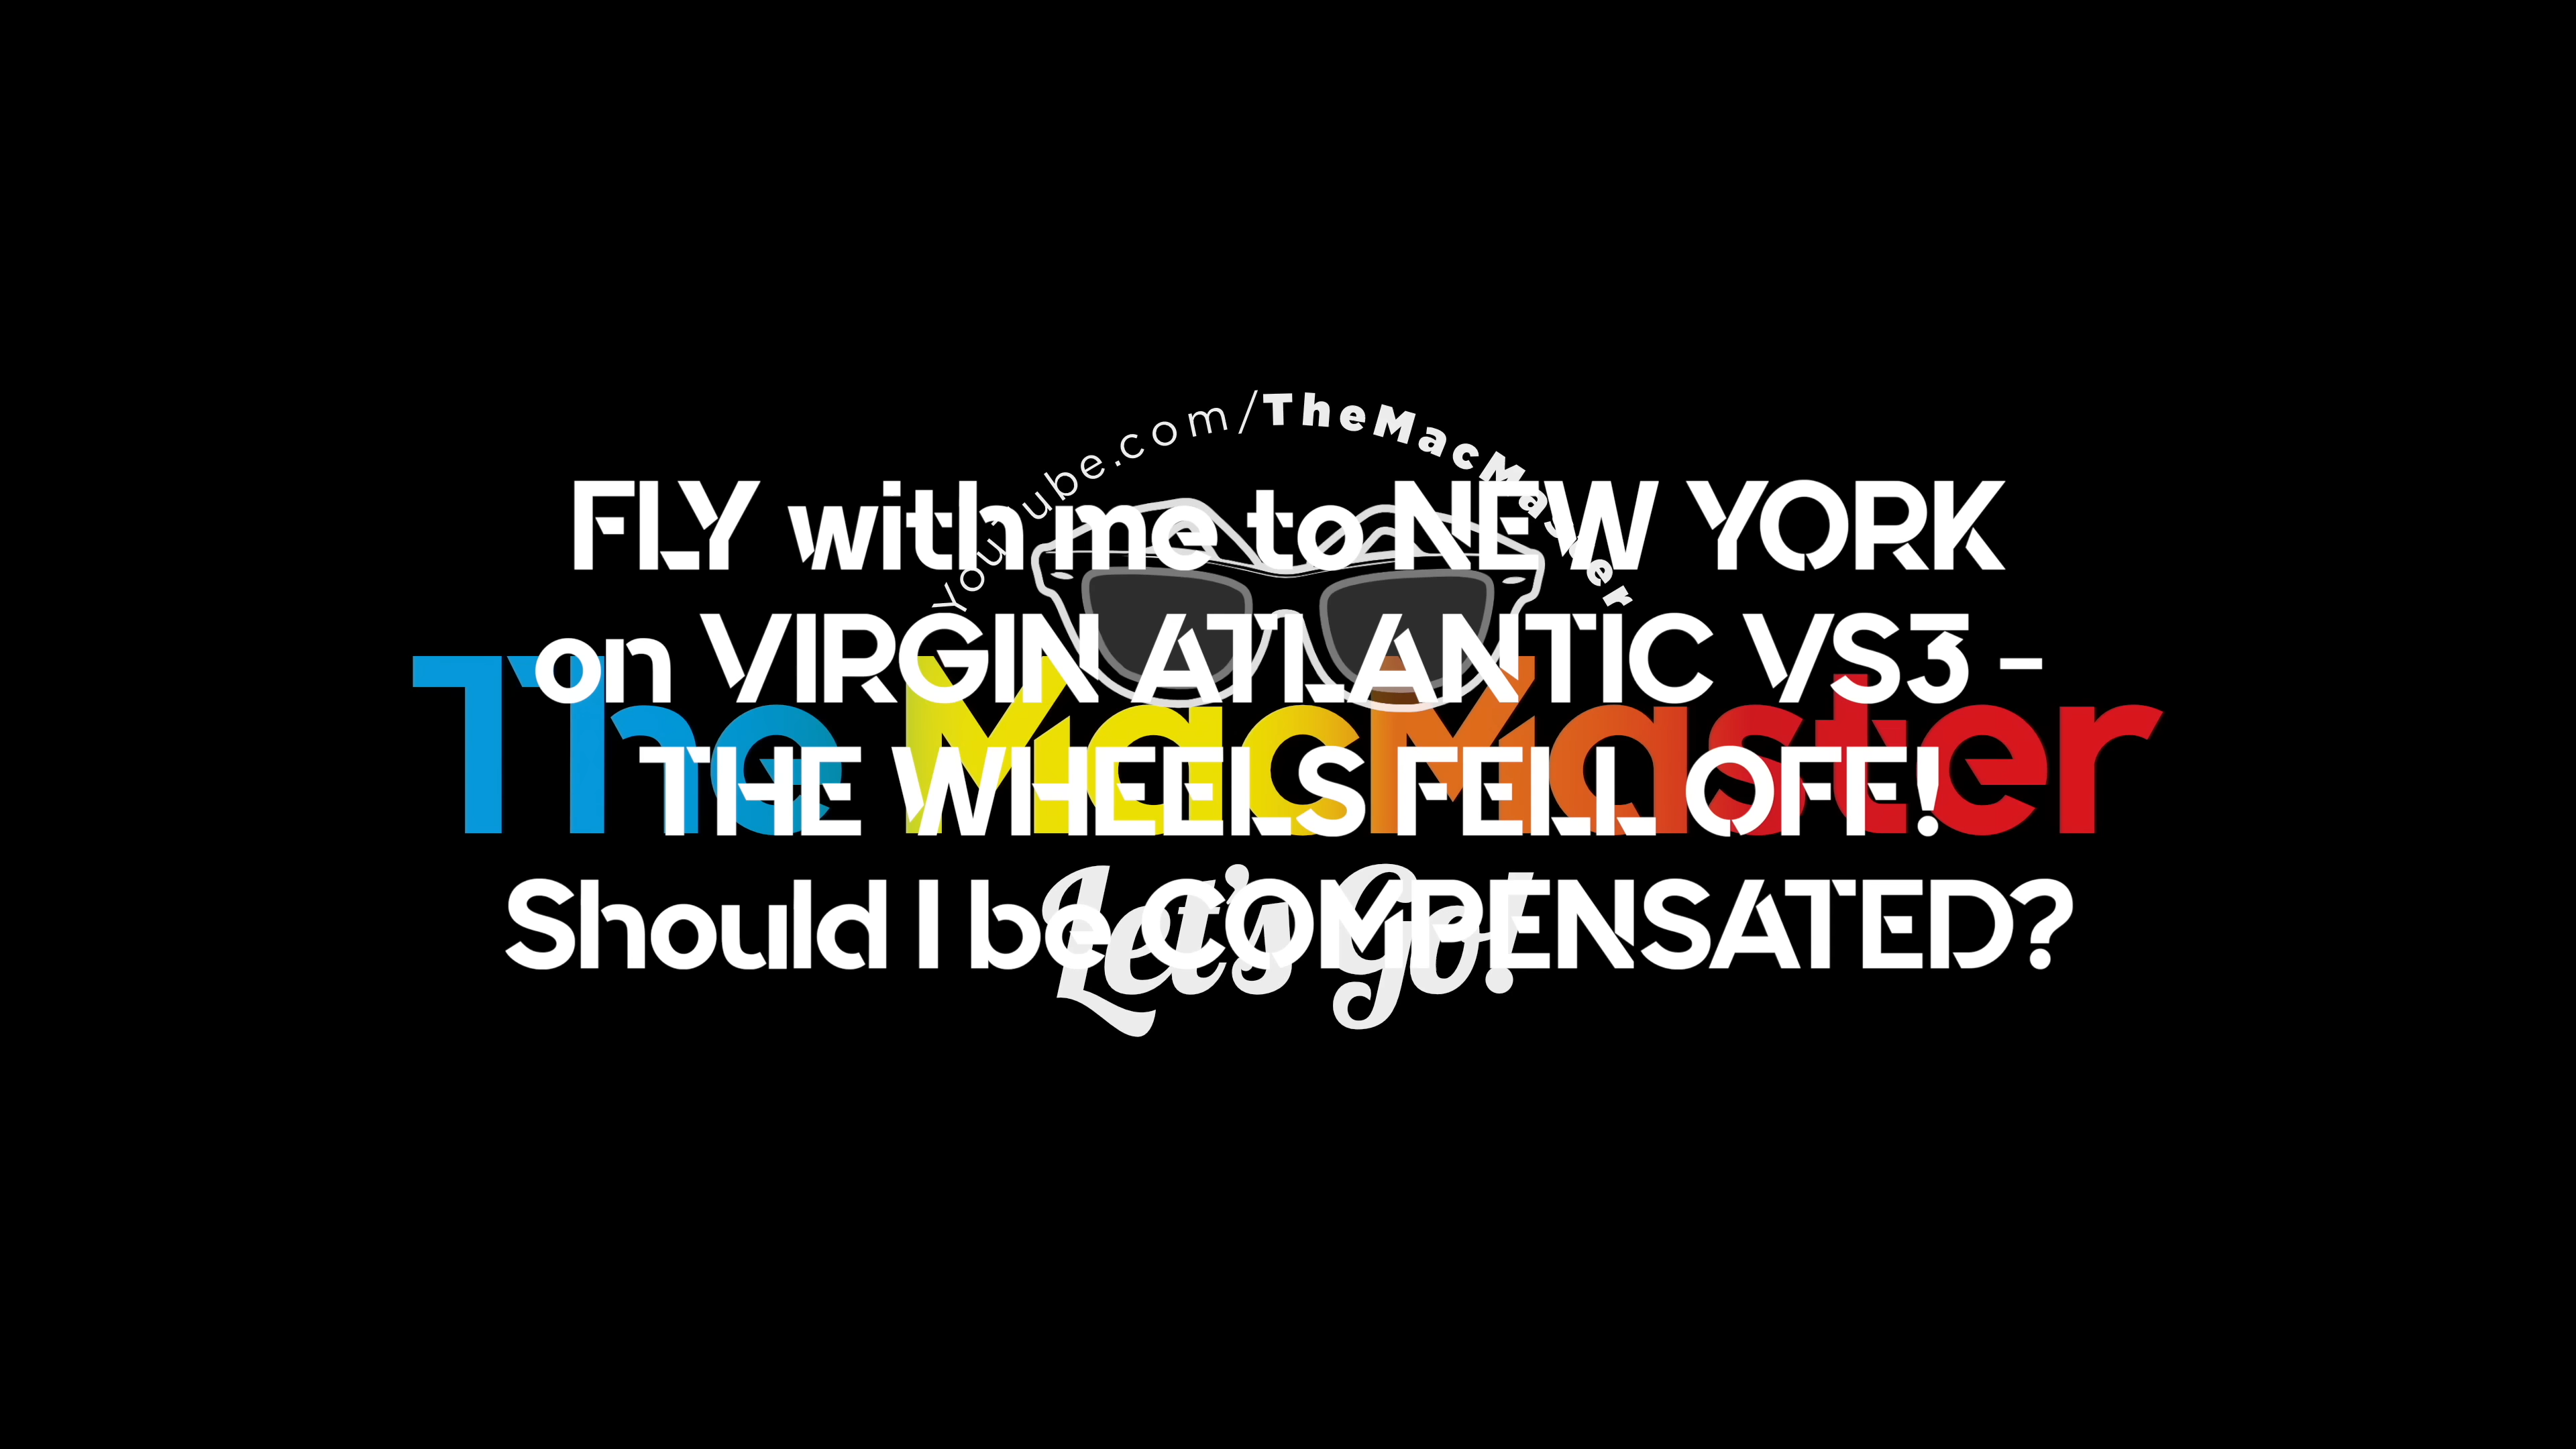 YouTube.com/TheMacMaster
FLY with me to NEW YORK
on VIRGIN ATLANTIC VS3 -
The MacMaster
THE WHEELS FELL OFF!
Should I be COMPENSATED?
Let's Go!